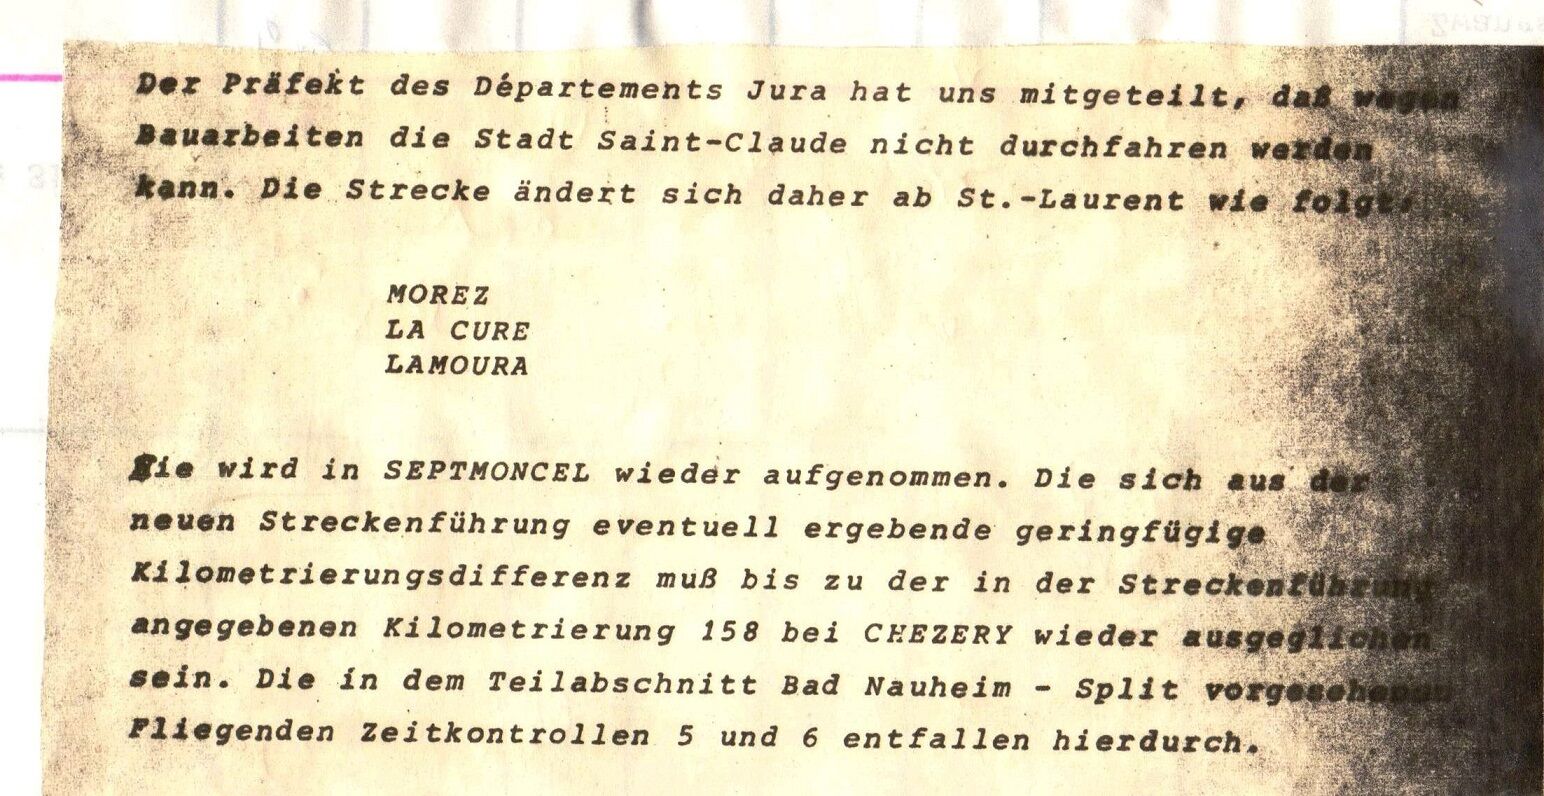 Der Präfekt des Départements Jura hat uns mitgeteilt, daß wegen
Bauarbeiten die Stadt Saint-Claude nicht durchfahren werden
kann. Die Strecke ändert sich daher ab St.-Laurent wie folgt:
MOREZ
LA CURE
LAMOURA
Sie wird in SEPTMONCEL wieder aufgenommen. Die sich aus der
neuen Streckenführung eventuell ergebende geringfügige
Kilometrierungsdifferenz muß bis zu der in der Streckenführung
angegebenen Kilometrierung 158 bei CHEZERY wieder ausgeglichen
sein. Die in dem Teilabschnitt Bad Nauheim - Split vorgesehenen
Fliegenden Zeitkontrollen 5 und 6 entfallen hierdurch.